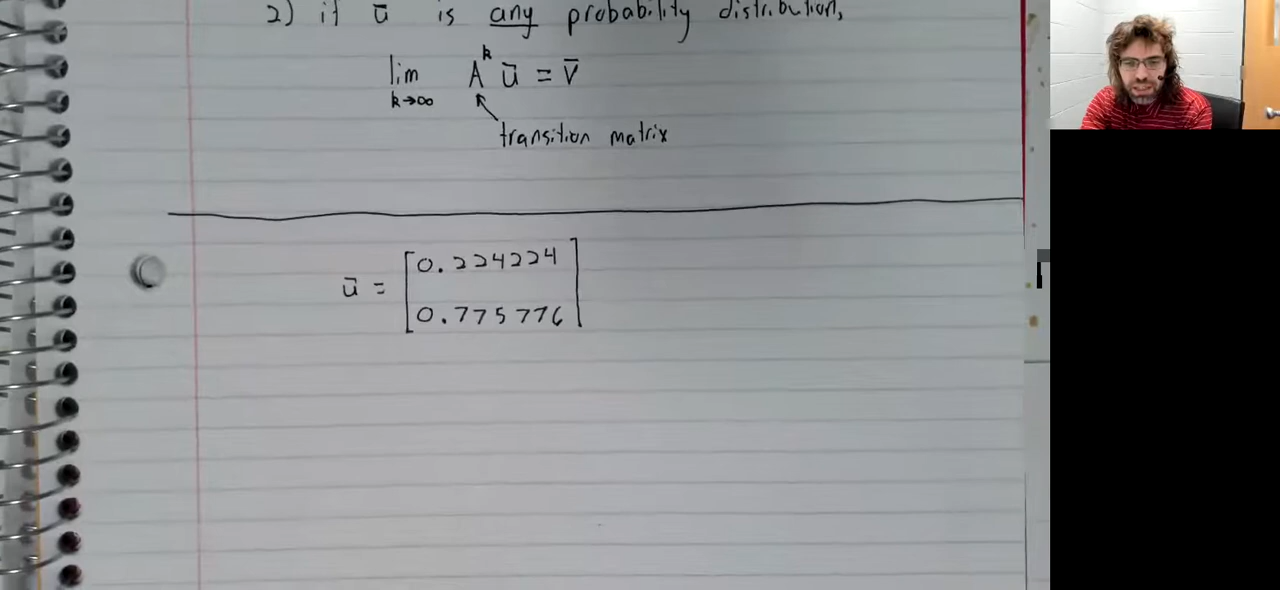 2) if ū is any probability distribution,
lim k→∞ A^k ū = v̄
transition matrix
ū = [0.224224
0.775776]